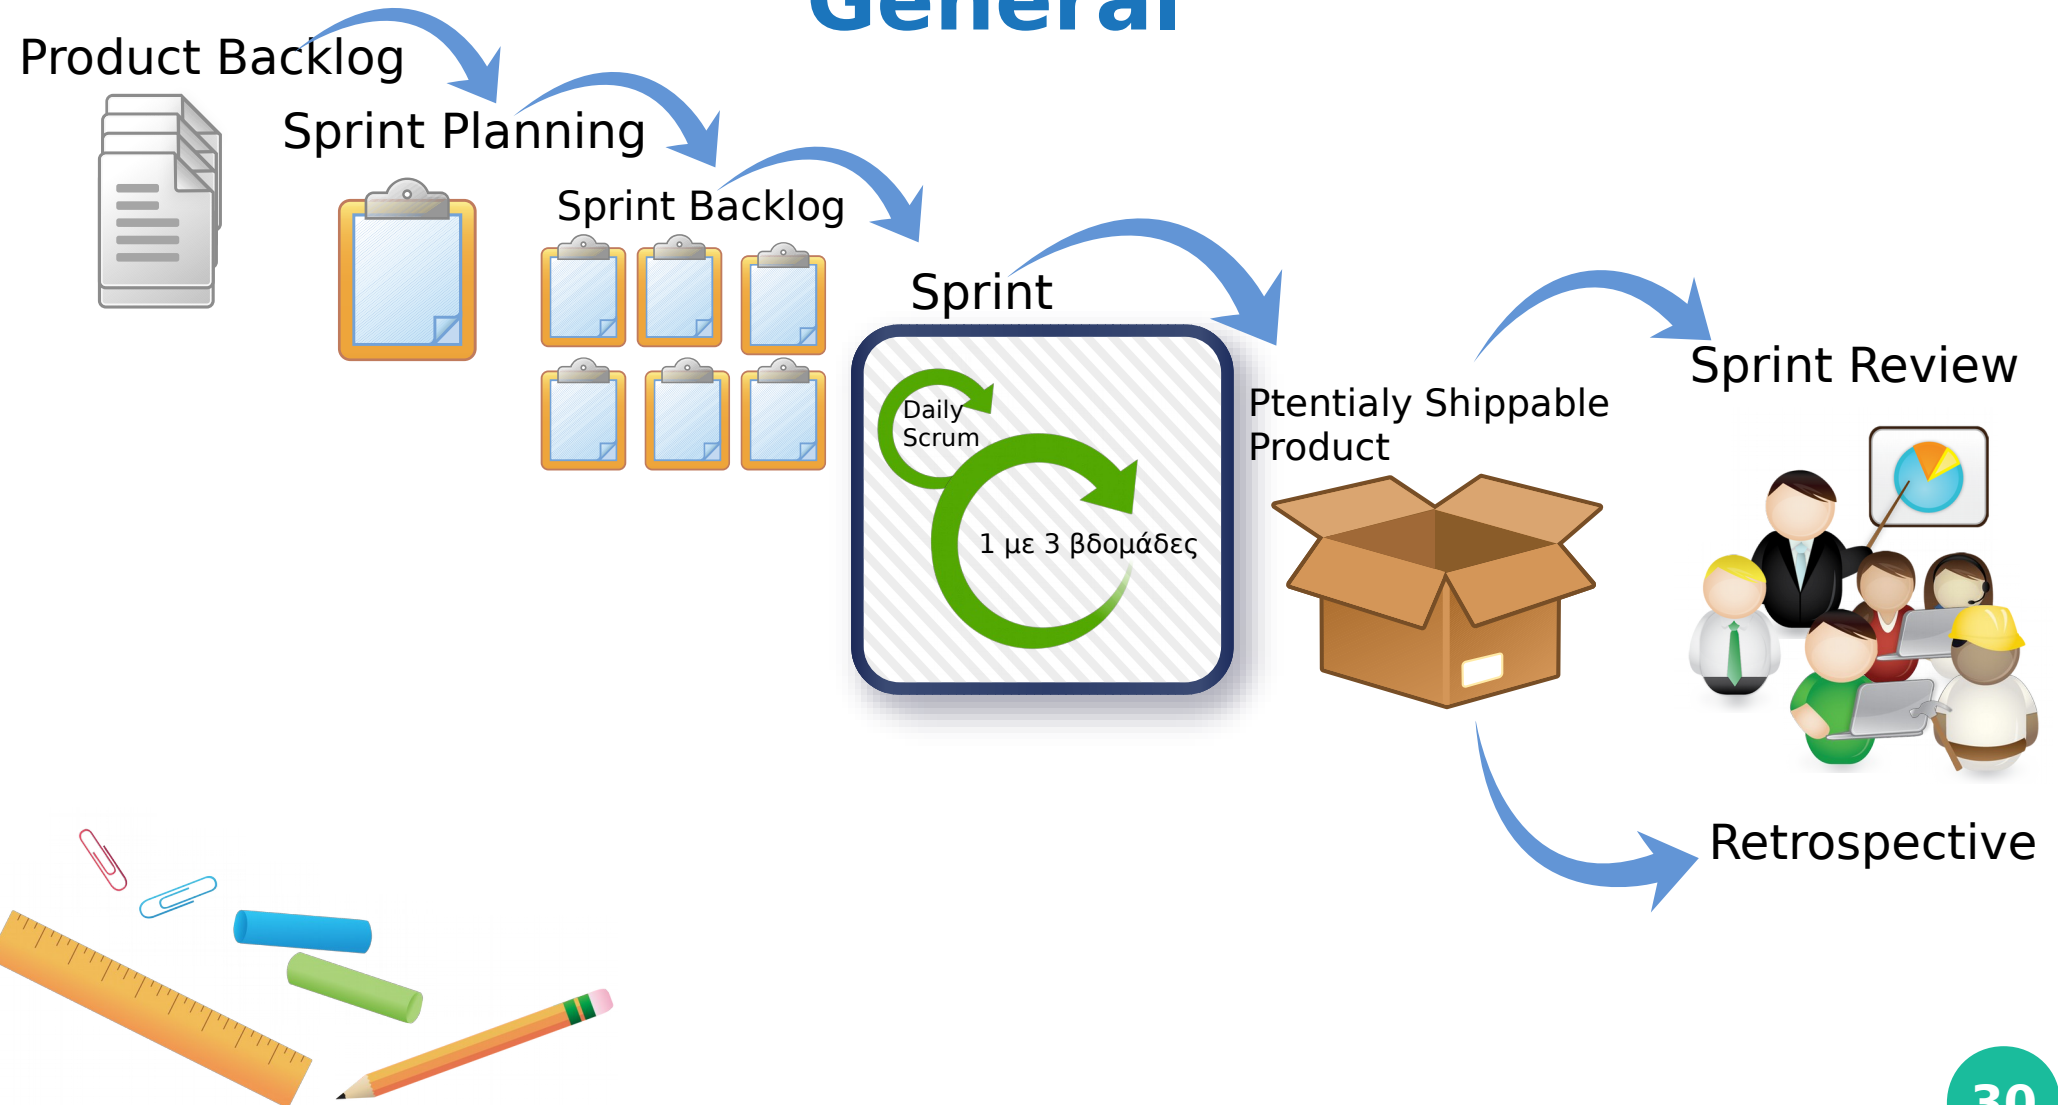 General
Product Backlog
Sprint Planning
Sprint Backlog
Sprint
Daily
Scrum
1 με 3 βδομάδες
Ptentialy Shippable
Product
Sprint Review
Retrospective
30